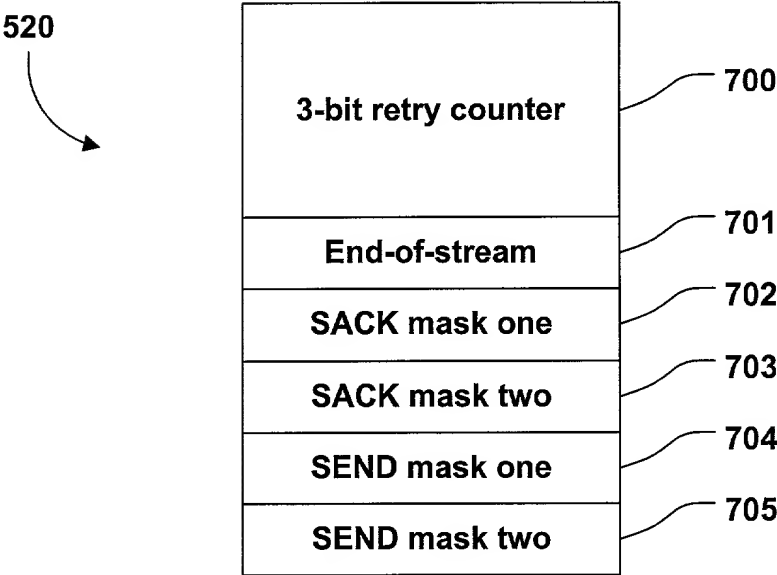 520
3-bit retry counter
700
End-of-stream
701
SACK mask one
702
SACK mask two
703
SEND mask one
704
SEND mask two
705